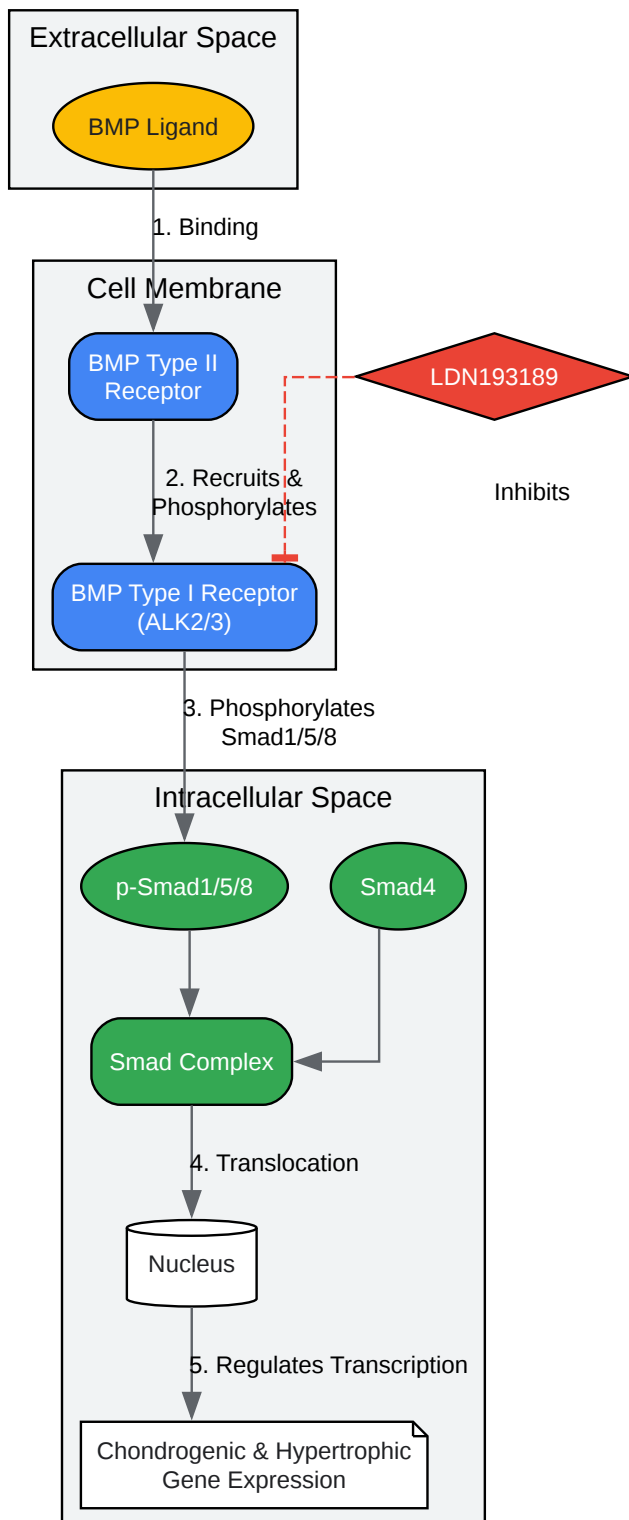 Extracellular Space
BMP Ligand
1. Binding
Cell Membrane
BMP Type II
Receptor
LDN193189
2. Recruits &
Phosphorylates
Inhibits
BMP Type I Receptor
(ALK2/3)
3. Phosphorylates
Smad1/5/8
Intracellular Space
p-Smad1/5/8
Smad4
Smad Complex
4. Translocation
Nucleus
5. Regulates Transcription
Chondrogenic & Hypertrophic
Gene Expression